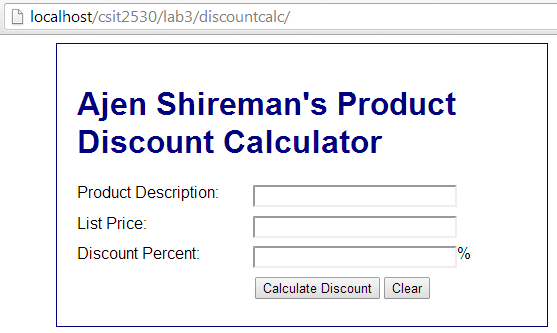 localhost/csit2530/lab3/discountcalc/
Ajen Shireman's Product
Discount Calculator
Product Description:
List Price:
Discount Percent: %
Calculate Discount Clear